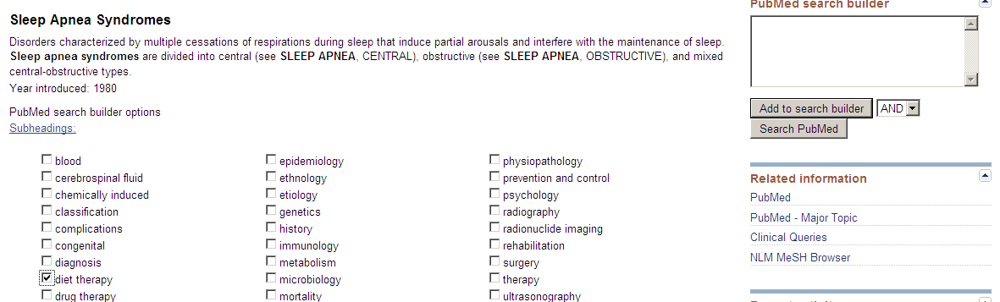 Sleep Apnea Syndromes
Disorders characterized by multiple cessations of respirations during sleep that induce partial arousals and interfere with the maintenance of sleep.
Sleep apnea syndromes are divided into central (see SLEEP APNEA, CENTRAL), obstructive (see SLEEP APNEA, OBSTRUCTIVE), and mixed
central-obstructive types.
Year introduced: 1980
PubMed search builder options
Subheadings:
blood
cerebrospinal fluid
chemically induced
classification
complications
congenital
diagnosis
diet therapy
drug therapy
epidemiology
ethnology
etiology
genetics
history
immunology
metabolism
microbiology
mortality
physiopathology
prevention and control
psychology
radiography
radionuclide imaging
rehabilitation
surgery
therapy
ultrasonography
PubMed search builder
Add to search builder AND
Search PubMed
Related information
PubMed
PubMed - Major Topic
Clinical Queries
NLM MeSH Browser